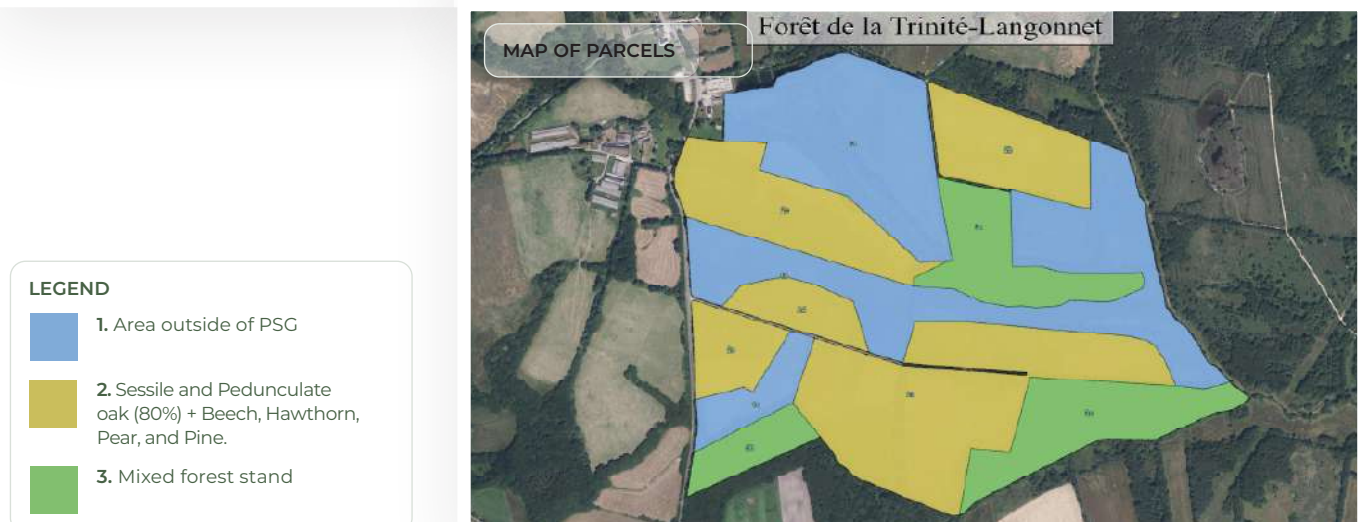 Forêt de la Trinité-Langonnet
MAP OF PARCELS
LEGEND
1. Area outside of PSG
2. Sessile and Pedunculate
oak (80%) + Beech, Hawthorn,
Pear, and Pine.
3. Mixed forest stand